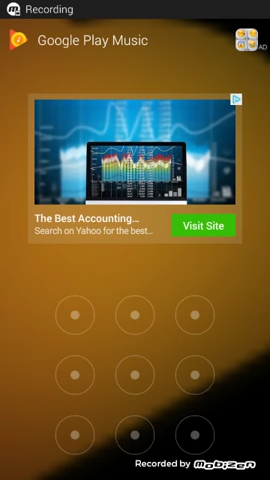 Recording
Google Play Music
AD
The Best Accounting...
Search on Yahoo for the best...
Visit Site
Recorded by Mobizen